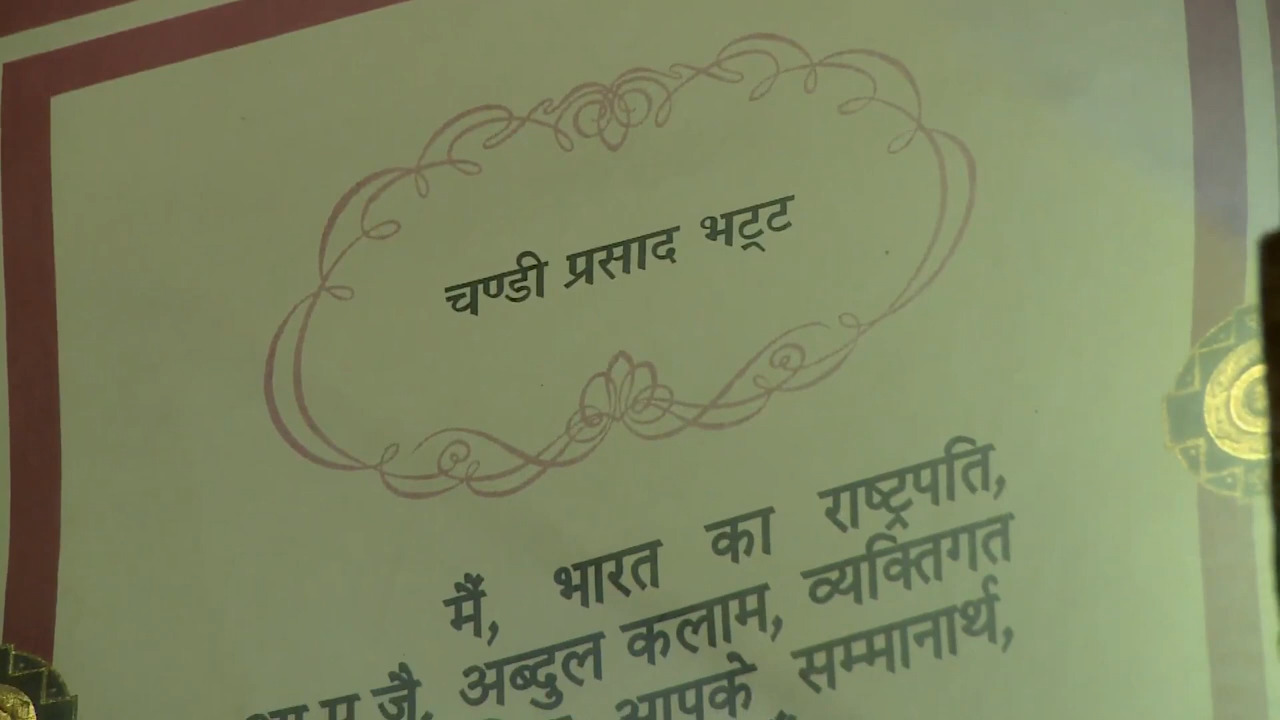 चण्डी प्रसाद भट्ट
मैं, भारत का राष्ट्रपति,
जै. अब्दुल कलाम, व्यक्तिगत
आपके सम्मानार्थ,